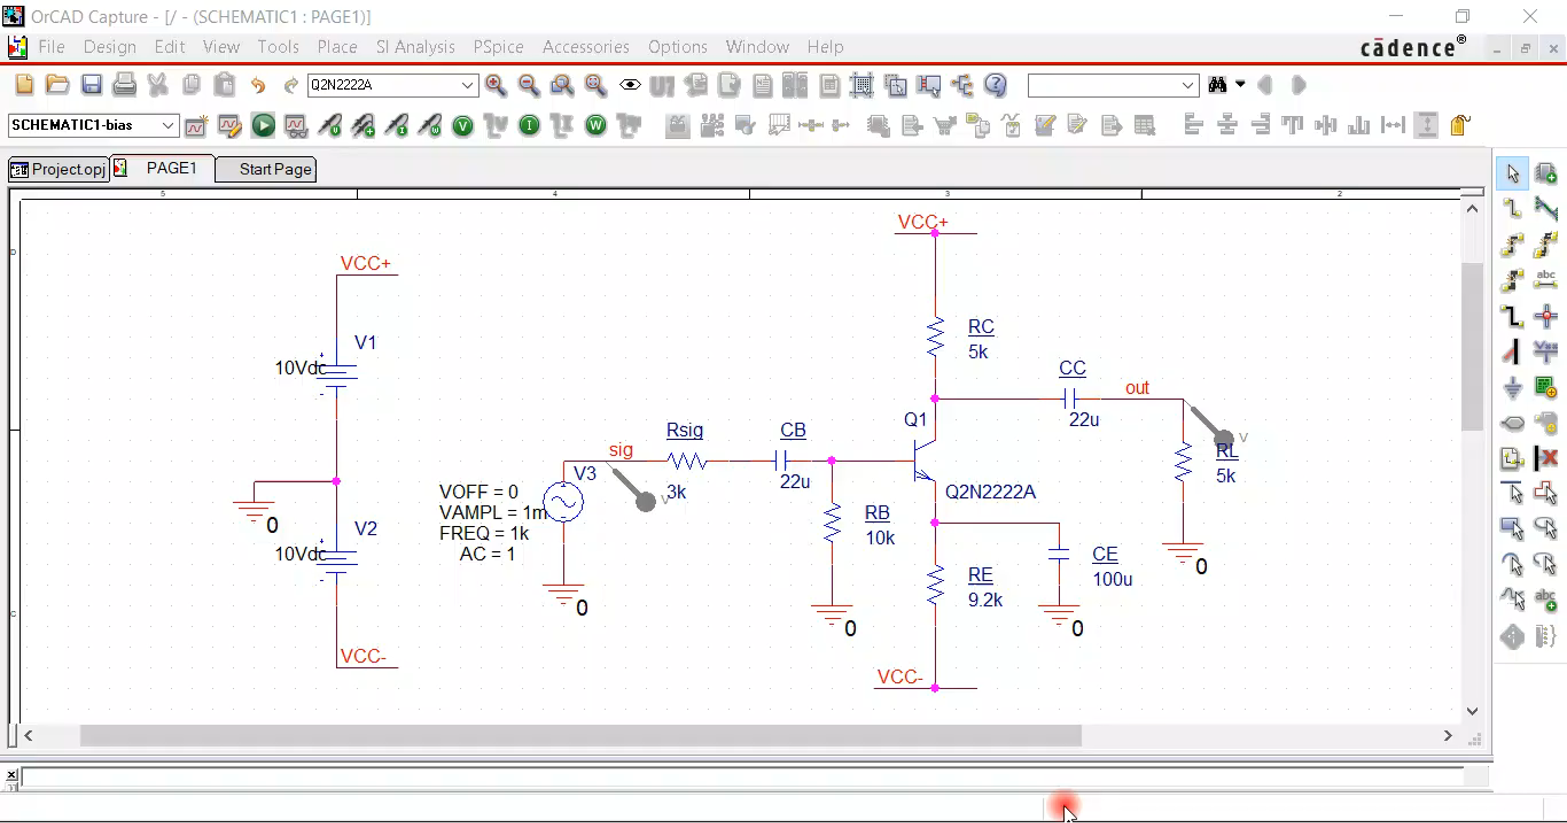 OrCAD Capture - [/ - (SCHEMATIC1 : PAGE1)]
File Design Edit View Tools Place SI Analysis PSpice Accessories Options Window Help
cādence®
Q2N2222A
U?
SCHEMATIC1-bias
V I W
Project.opj PAGE1 Start Page
5 4 3 2
D
C
VCC+
VCC+
V1
10Vdc
RC
5k
CC
22u
out
V
RL
5k
Q1
Q2N2222A
Rsig
3k
CB
22u
sig
V
V3
VOFF = 0
VAMPL = 1m
FREQ = 1k
AC = 1
0
0
V2
10Vdc
RB
10k
0
CE
100u
0
RE
9.2k
0
VCC-
VCC-
abc
abc